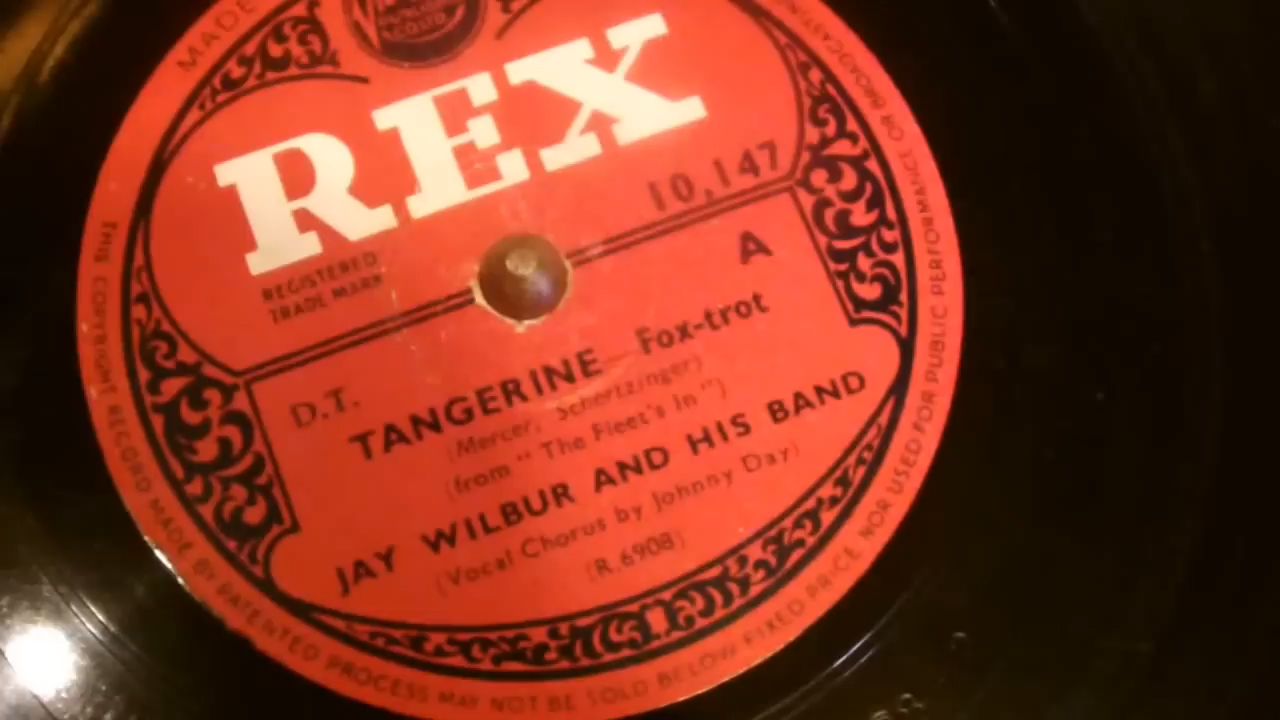 MADE
REX
10,147
REGISTERED
TRADE MARK
A
D.T.
TANGERINE Fox-trot
(Mercer, Schertzinger)
(from "The Fleet's In")
JAY WILBUR AND HIS BAND
(Vocal Chorus by Johnny Day)
(R.6908)
THIS COPYRIGHT RECORD MADE BY PATENTED PROCESS MAY NOT BE SOLD BELOW FIXED PRICE NOR USED FOR PUBLIC PERFORMANCE OR BROADCASTING